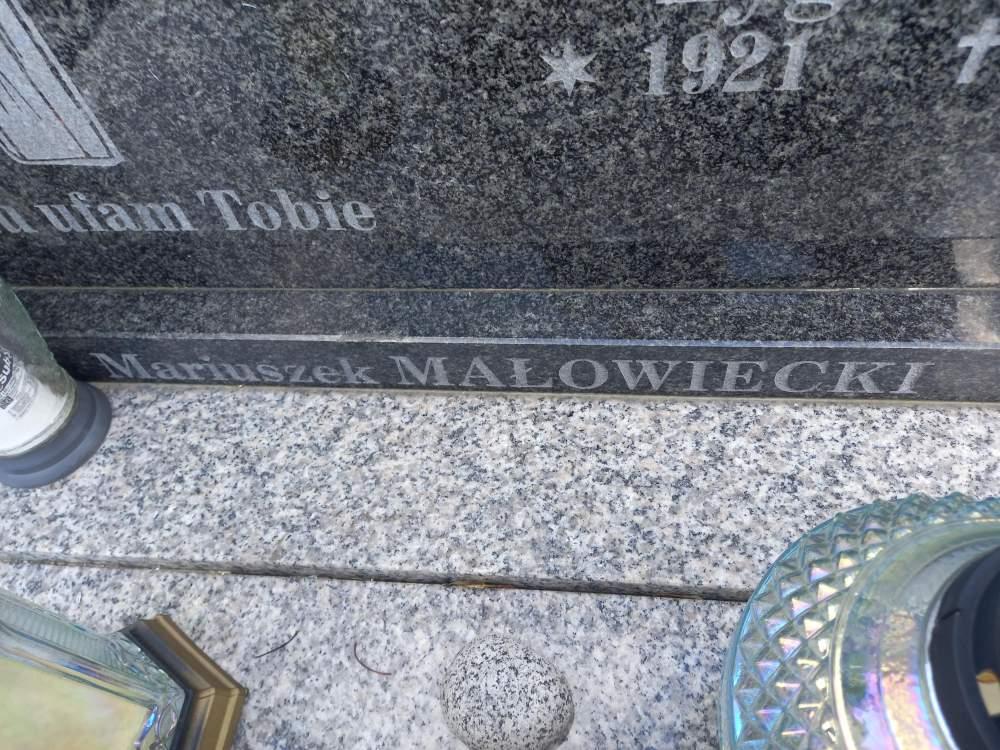 * 1921 †
ufam Tobie
Mariuszek MAŁOWIECKI